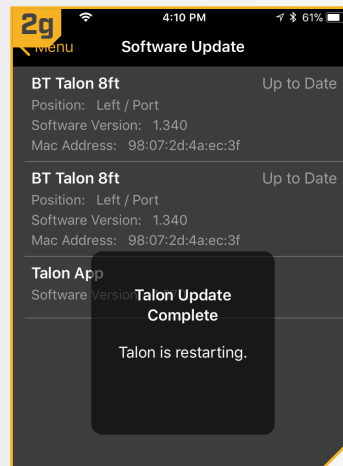 2g
4:10 PM
61%
Menu
Software Update
BT Talon 8ft
Up to Date
Position: Left / Port
Software Version: 1.340
Mac Address: 98:07:2d:4a:ec:3f
BT Talon 8ft
Up to Date
Position: Left / Port
Software Version: 1.340
Mac Address: 98:07:2d:4a:ec:3f
Talon App
Software Version
Talon Update
Complete
Talon is restarting.